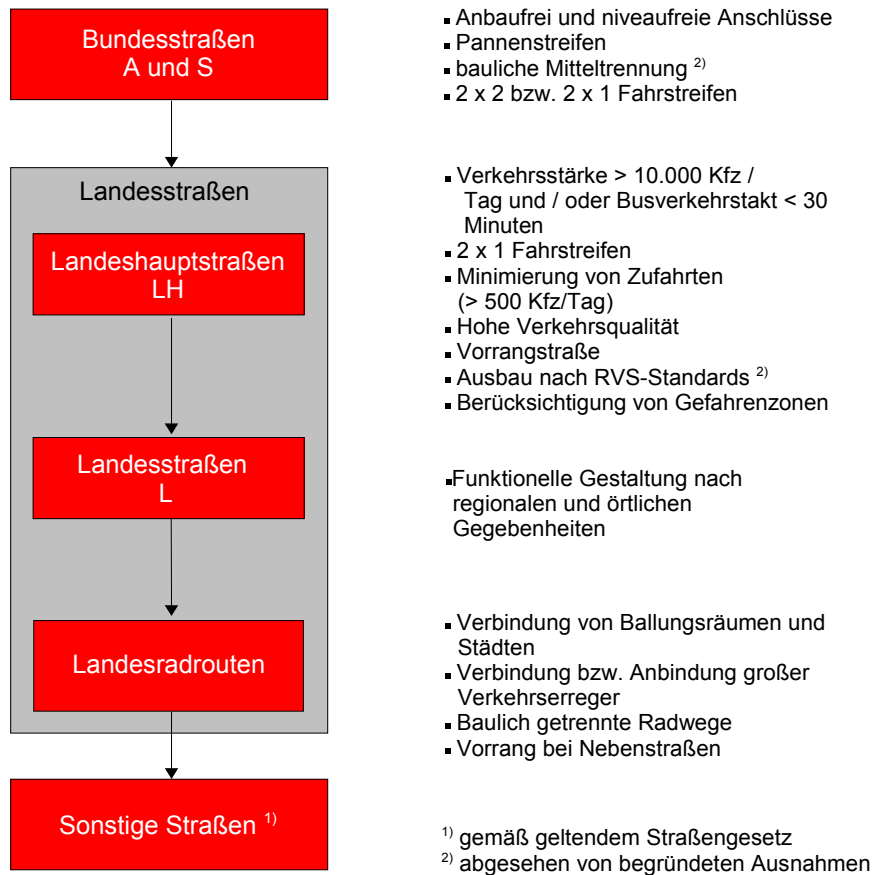 Bundesstraßen
A und S
▪ Anbaufrei und niveaufreie Anschlüsse
▪ Pannenstreifen
▪ bauliche Mitteltrennung 2)
▪ 2 x 2 bzw. 2 x 1 Fahrstreifen
Landesstraßen
Landeshauptstraßen
LH
▪ Verkehrsstärke > 10.000 Kfz /
Tag und / oder Busverkehrstakt < 30
Minuten
▪ 2 x 1 Fahrstreifen
▪ Minimierung von Zufahrten
(> 500 Kfz/Tag)
▪ Hohe Verkehrsqualität
▪ Vorrangstraße
▪ Ausbau nach RVS-Standards 2)
▪ Berücksichtigung von Gefahrenzonen
Landesstraßen
L
▪Funktionelle Gestaltung nach
regionalen und örtlichen
Gegebenheiten
Landesradrouten
▪ Verbindung von Ballungsräumen und
Städten
▪ Verbindung bzw. Anbindung großer
Verkehrserreger
▪ Baulich getrennte Radwege
▪ Vorrang bei Nebenstraßen
Sonstige Straßen 1)
1) gemäß geltendem Straßengesetz
2) abgesehen von begründeten Ausnahmen